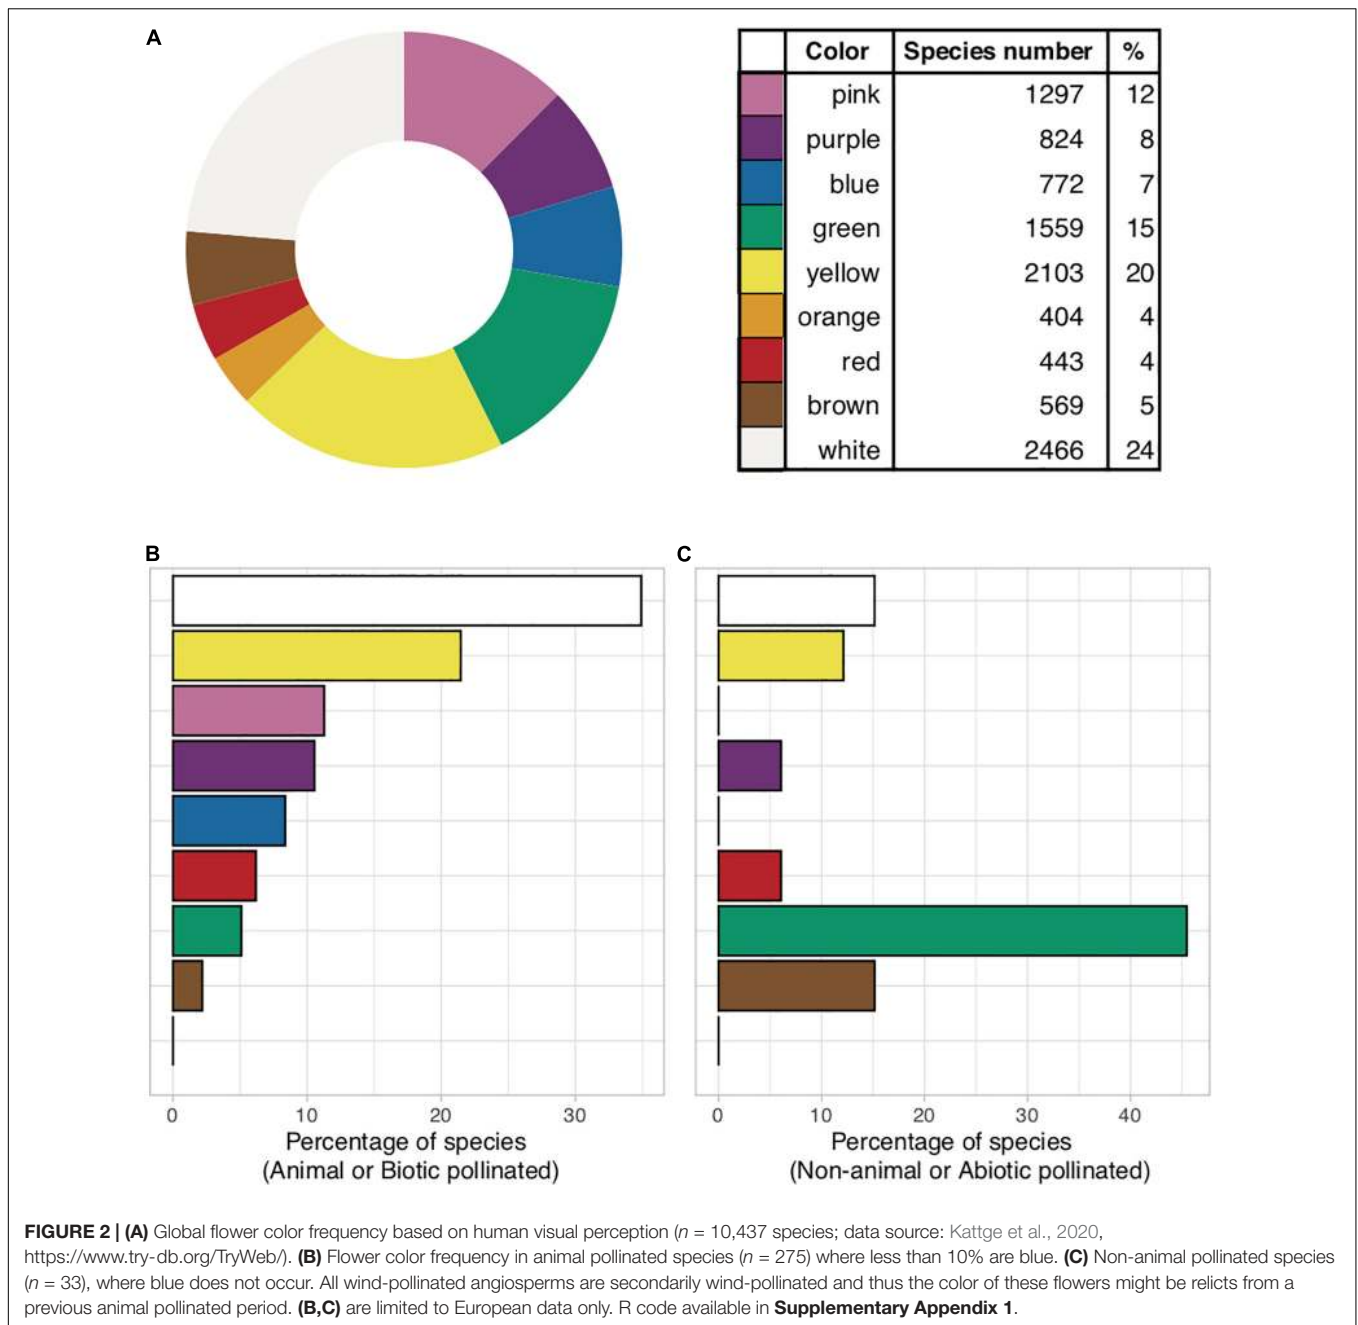 A
Color Species number %
pink 1297 12
purple 824 8
blue 772 7
green 1559 15
yellow 2103 20
orange 404 4
red 443 4
brown 569 5
white 2466 24
B
C
0 10 20 30
Percentage of species
(Animal or Biotic pollinated)
0 10 20 30 40
Percentage of species
(Non-animal or Abiotic pollinated)
FIGURE 2 | (A) Global flower color frequency based on human visual perception (n = 10,437 species; data source: Kattge et al., 2020,
https://www.try-db.org/TryWeb/). (B) Flower color frequency in animal pollinated species (n = 275) where less than 10% are blue. (C) Non-animal pollinated species
(n = 33), where blue does not occur. All wind-pollinated angiosperms are secondarily wind-pollinated and thus the color of these flowers might be relicts from a
previous animal pollinated period. (B,C) are limited to European data only. R code available in Supplementary Appendix 1.